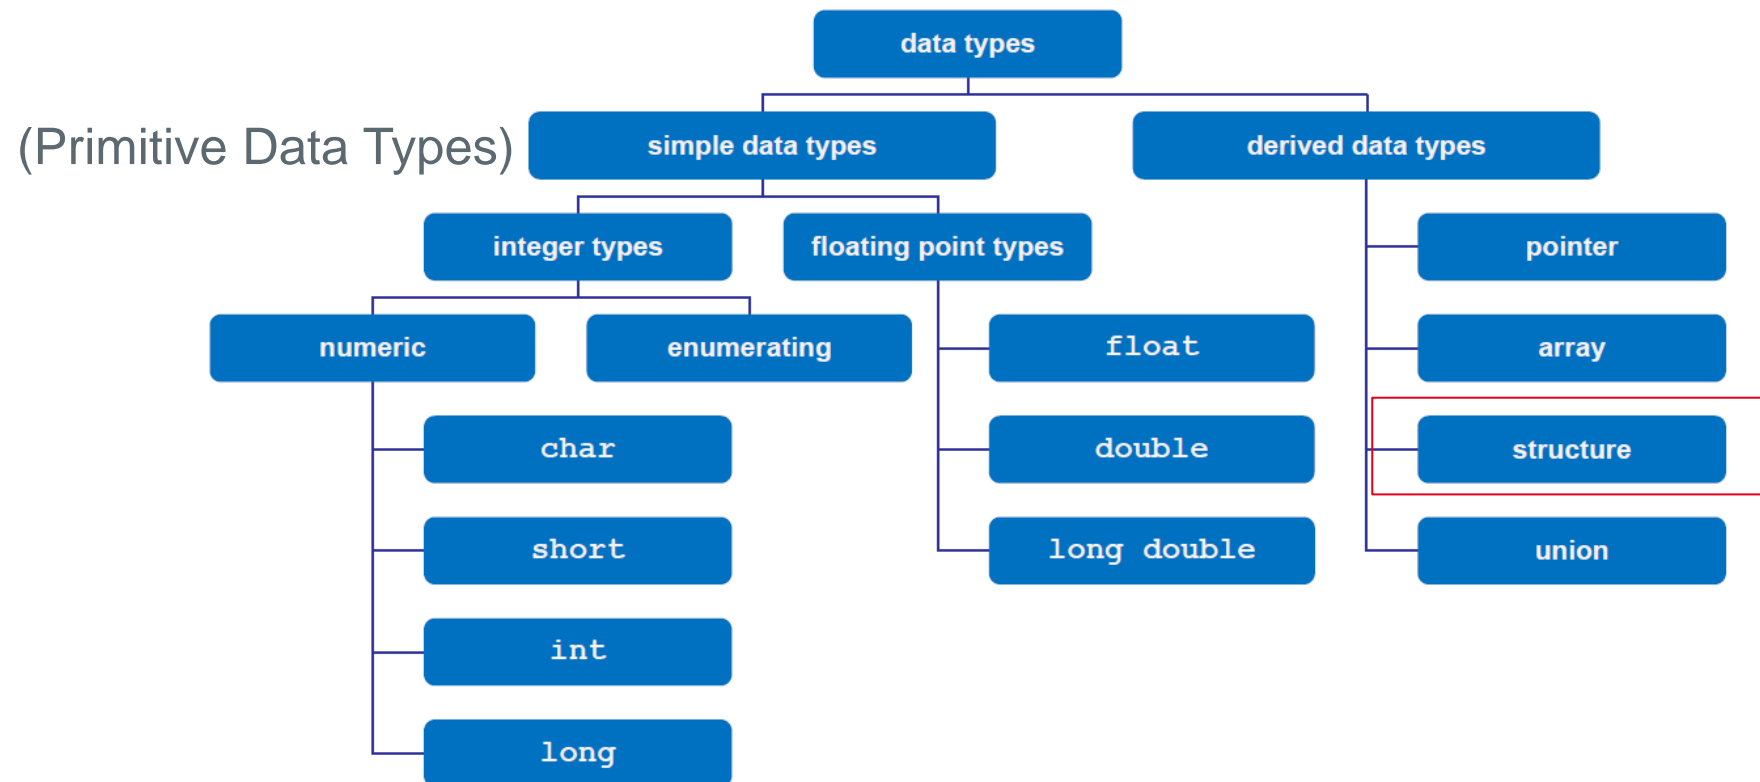 data types
(Primitive Data Types)
simple data types
derived data types
integer types
floating point types
pointer
numeric
enumerating
float
array
char
double
structure
short
long double
union
int
long